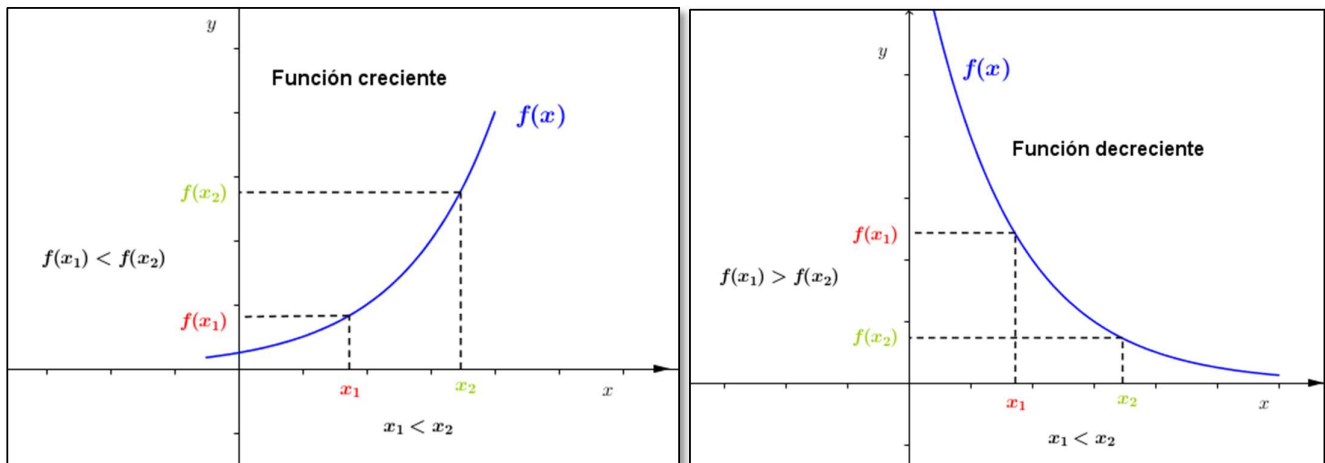 y
Función creciente
f(x)
f(x₂)
f(x₁) < f(x₂)
f(x₁)
x₁
x₂
x
x₁ < x₂
y
f(x)
Función decreciente
f(x₁)
f(x₁) > f(x₂)
f(x₂)
x₁
x₂
x
x₁ < x₂